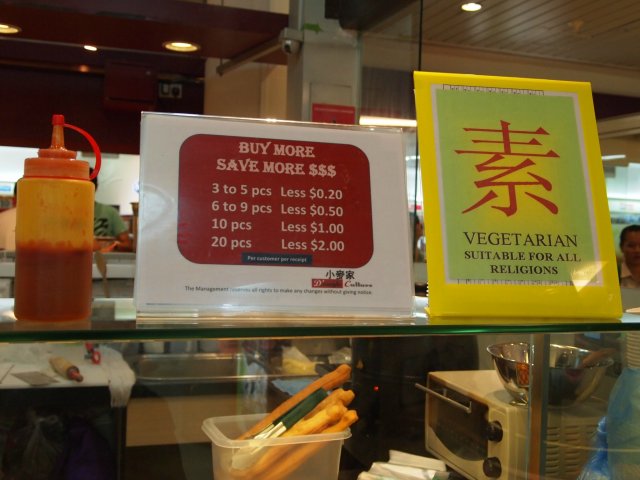 BUY MORE
SAVE MORE $$$
3 to 5 pcs Less $0.20
6 to 9 pcs Less $0.50
10 pcs Less $1.00
20 pcs Less $2.00
Per customer per receipt
小麥家
The Management reserves all rights to make any changes without giving notice
素
VEGETARIAN
SUITABLE FOR ALL
RELIGIONS